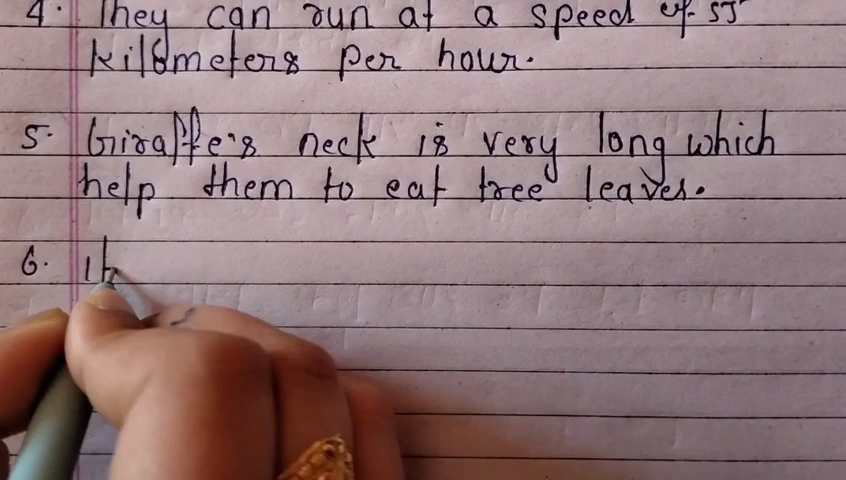 4. They can run at a speed of 55
kilometers per hour.
5. Giraffe's neck is very long which
help them to eat tree leaves.
6. It